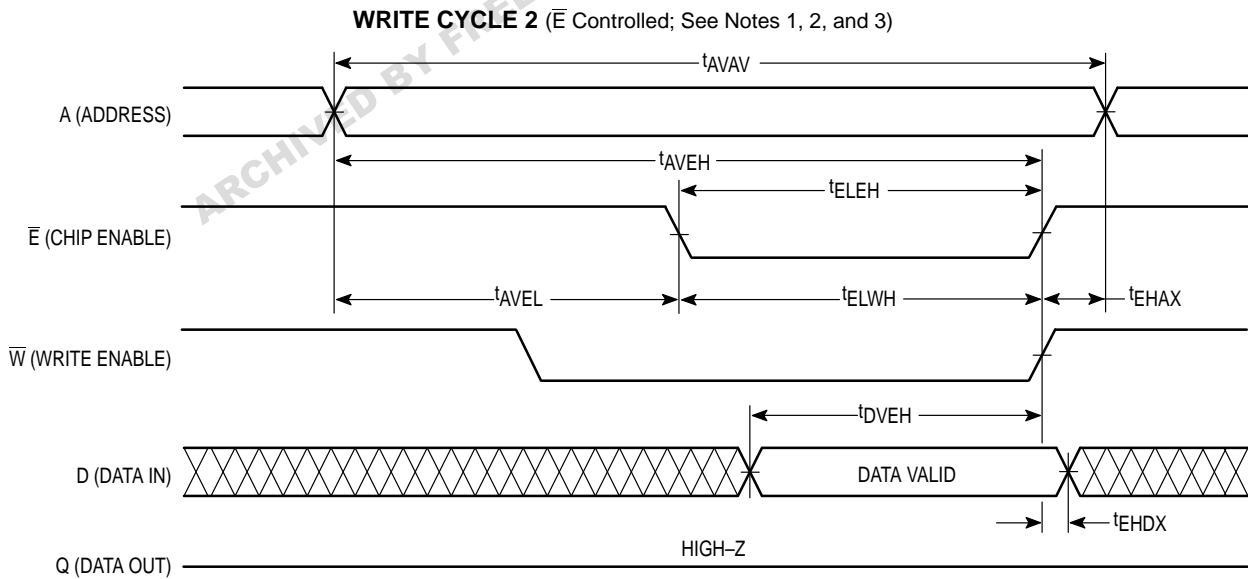 WRITE CYCLE 2 (E̅ Controlled; See Notes 1, 2, and 3)
ARCHIVED BY FREE
tAVAV
A (ADDRESS)
tAVEH
tELEH
E̅ (CHIP ENABLE)
tAVEL
tELWH
tEHAX
W̅ (WRITE ENABLE)
tDVEH
D (DATA IN)
DATA VALID
tEHDX
HIGH–Z
Q (DATA OUT)